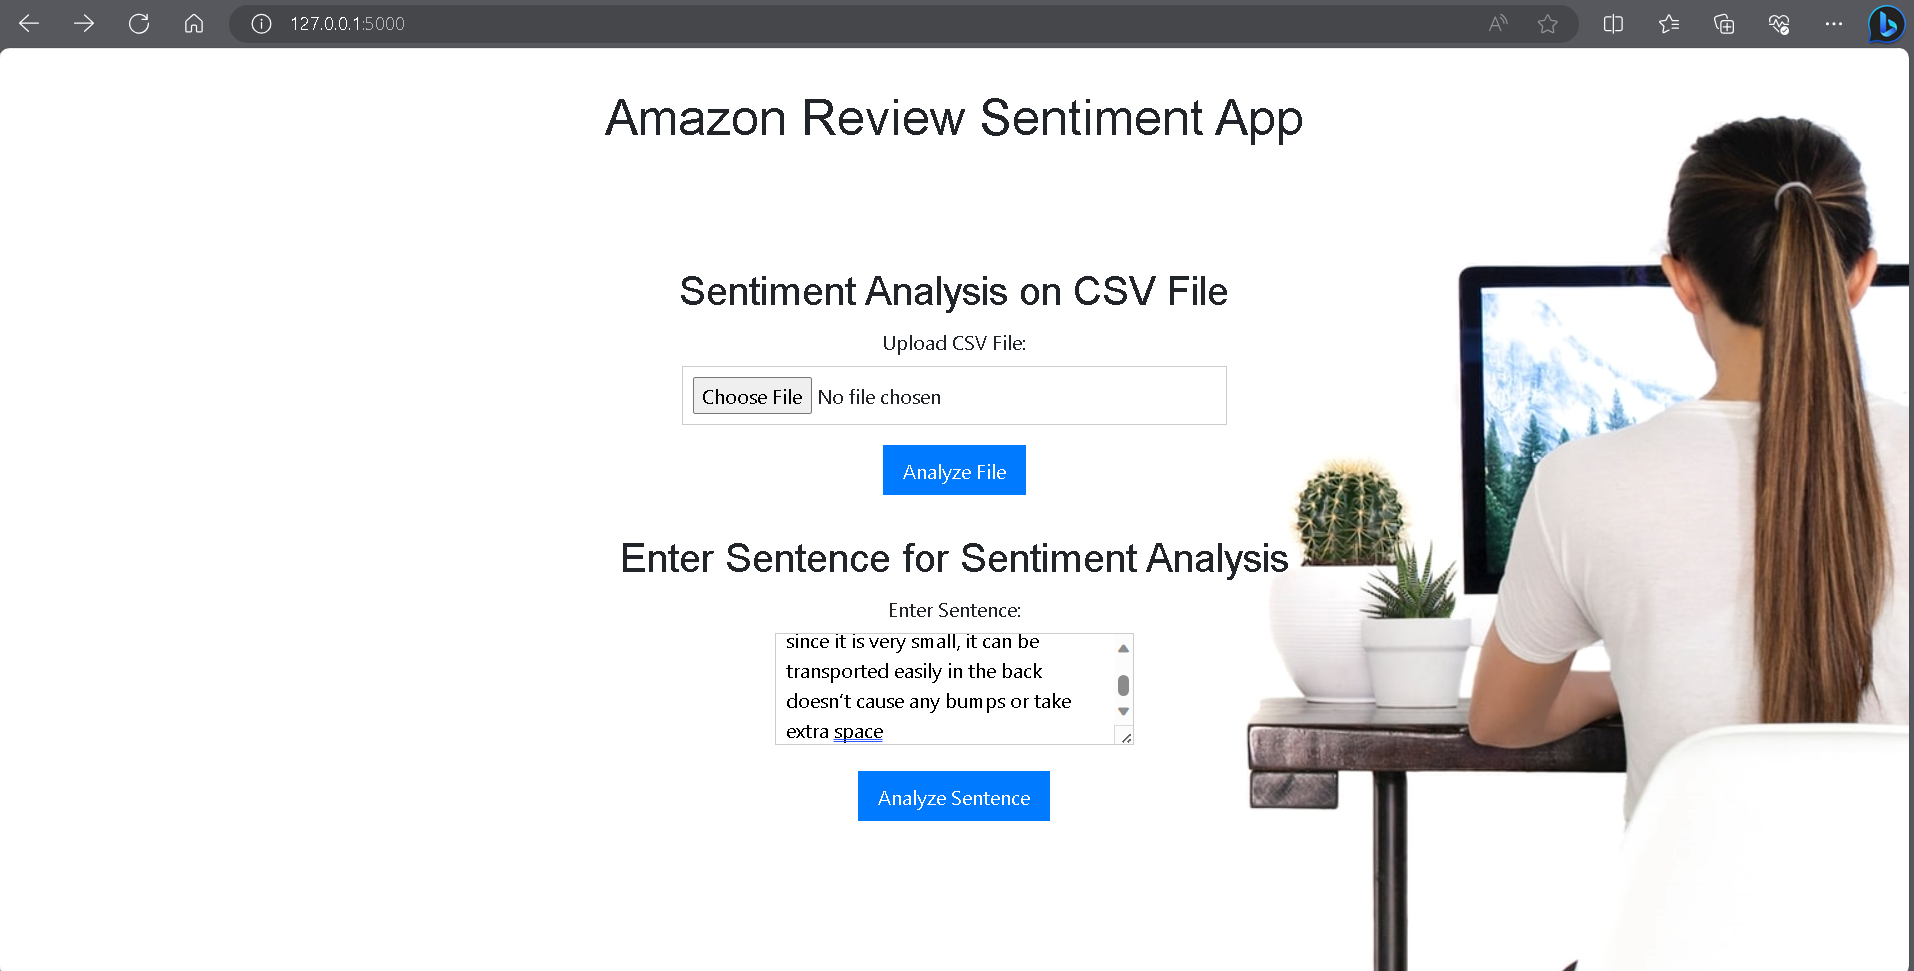 127.0.0.1:5000
Amazon Review Sentiment App
Sentiment Analysis on CSV File
Upload CSV File:
Choose File No file chosen
Analyze File
Enter Sentence for Sentiment Analysis
Enter Sentence:
since it is very small, it can be
transported easily in the back
doesn't cause any bumps or take
extra space
Analyze Sentence